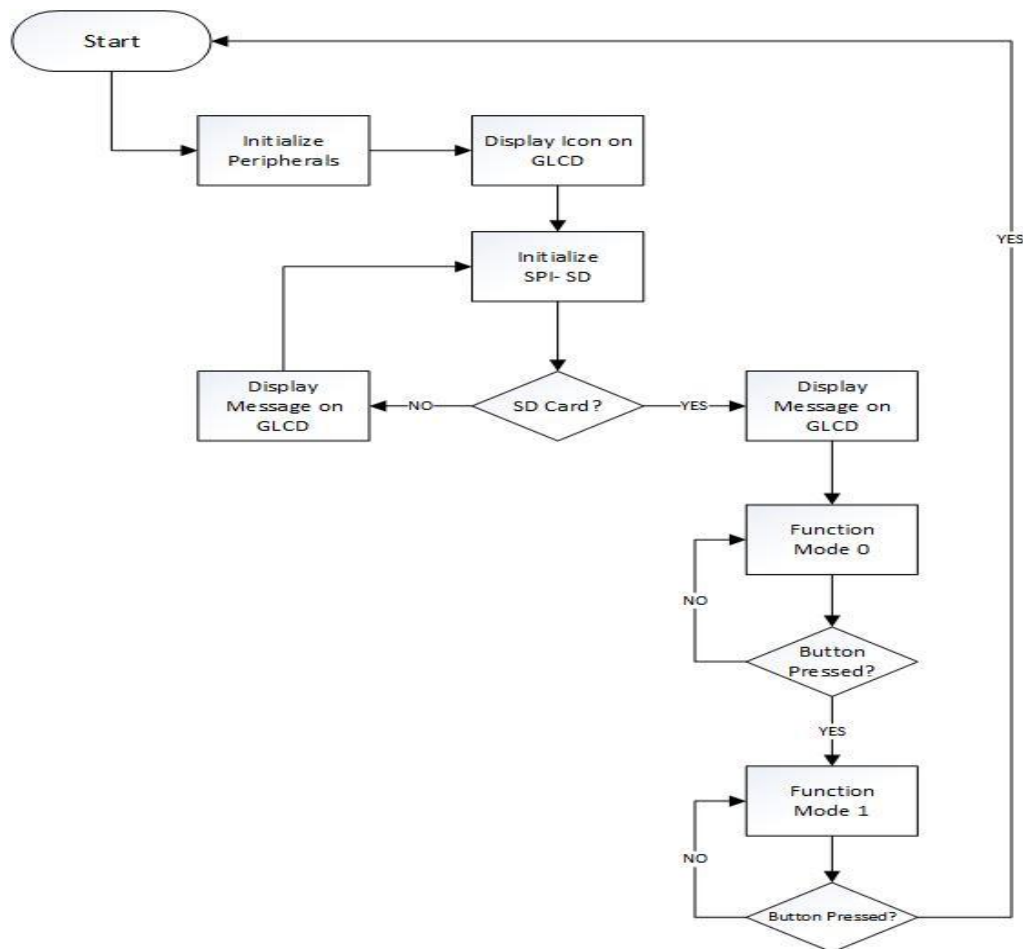 Start
Initialize
Peripherals
Display Icon on
GLCD
YES
Initialize
SPI- SD
Display
Message on
GLCD
NO
SD Card?
YES
Display
Message on
GLCD
Function
Mode 0
NO
Button
Pressed?
YES
Function
Mode 1
NO
Button Pressed?